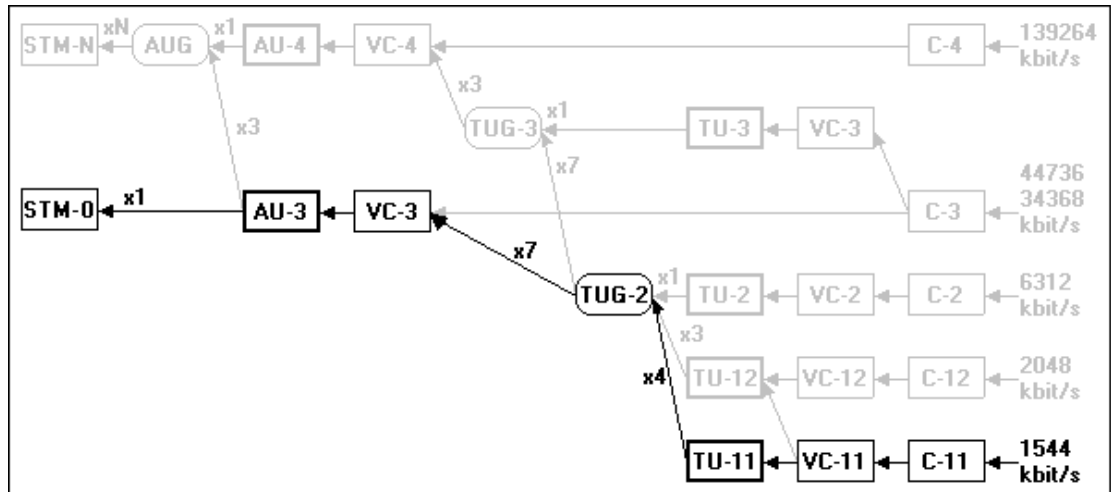 xN x1 139264
STM-N AUG AU-4 VC-4 C-4 kbit/s
x3
x1
TUG-3 TU-3 VC-3
x3
x7
44736
x1 34368
STM-0 AU-3 VC-3 C-3 kbit/s
x7
x1 6312
TUG-2 TU-2 VC-2 C-2 kbit/s
x3
2048
x4 TU-12 VC-12 C-12 kbit/s
1544
TU-11 VC-11 C-11 kbit/s